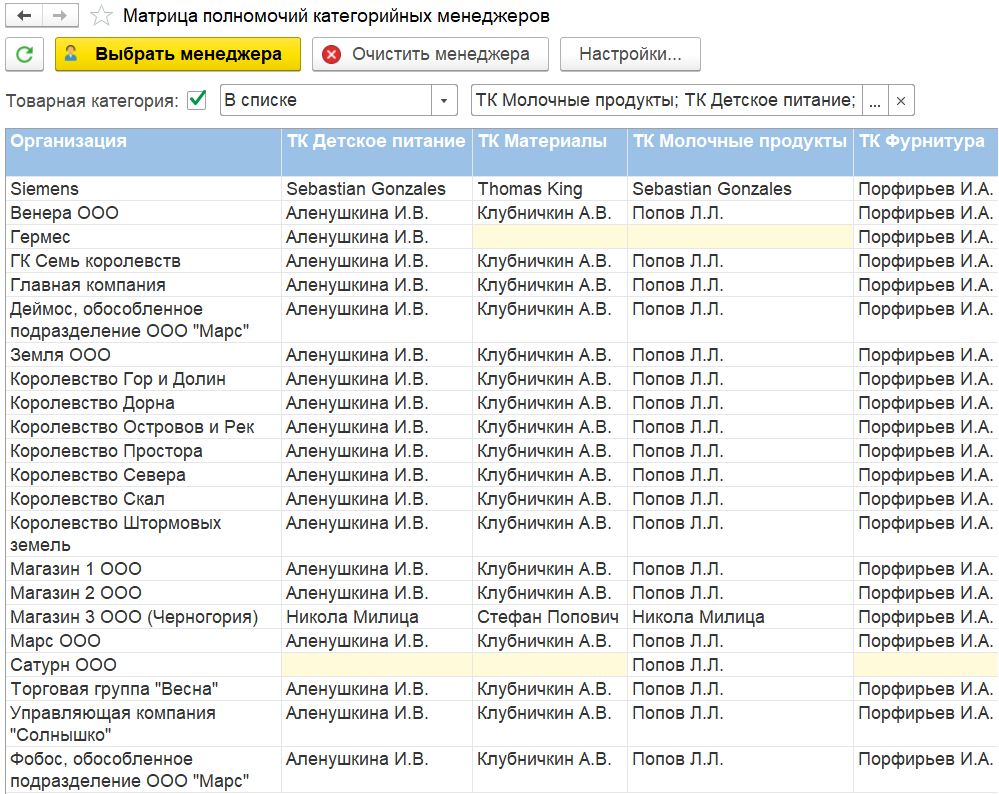 Матрица полномочий категорийных менеджеров
Выбрать менеджера Очистить менеджера Настройки...
Товарная категория: В списке ТК Молочные продукты; ТК Детское питание; ...
Организация ТК Детское питание ТК Материалы ТК Молочные продукты ТК Фурнитура
Siemens Sebastian Gonzales Thomas King Sebastian Gonzales Порфирьев И.А.
Венера ООО Аленушкина И.В. Клубничкин А.В. Попов Л.Л. Порфирьев И.А.
Гермес Аленушкина И.В. Порфирьев И.А.
ГК Семь королевств Аленушкина И.В. Клубничкин А.В. Попов Л.Л. Порфирьев И.А.
Главная компания Аленушкина И.В. Клубничкин А.В. Попов Л.Л. Порфирьев И.А.
Деймос, обособленное Аленушкина И.В. Клубничкин А.В. Попов Л.Л. Порфирьев И.А.
подразделение ООО "Марс"
Земля ООО Аленушкина И.В. Клубничкин А.В. Попов Л.Л. Порфирьев И.А.
Королевство Гор и Долин Аленушкина И.В. Клубничкин А.В. Попов Л.Л. Порфирьев И.А.
Королевство Дорна Аленушкина И.В. Клубничкин А.В. Попов Л.Л. Порфирьев И.А.
Королевство Островов и Рек Аленушкина И.В. Клубничкин А.В. Попов Л.Л. Порфирьев И.А.
Королевство Простора Аленушкина И.В. Клубничкин А.В. Попов Л.Л. Порфирьев И.А.
Королевство Севера Аленушкина И.В. Клубничкин А.В. Попов Л.Л. Порфирьев И.А.
Королевство Скал Аленушкина И.В. Клубничкин А.В. Попов Л.Л. Порфирьев И.А.
Королевство Штормовых Аленушкина И.В. Клубничкин А.В. Попов Л.Л. Порфирьев И.А.
земель
Магазин 1 ООО Аленушкина И.В. Клубничкин А.В. Попов Л.Л. Порфирьев И.А.
Магазин 2 ООО Аленушкина И.В. Клубничкин А.В. Попов Л.Л. Порфирьев И.А.
Магазин 3 ООО (Черногория) Никола Милица Стефан Попович Никола Милица Порфирьев И.А.
Марс ООО Аленушкина И.В. Клубничкин А.В. Попов Л.Л. Порфирьев И.А.
Сатурн ООО Попов Л.Л.
Торговая группа "Весна" Аленушкина И.В. Клубничкин А.В. Попов Л.Л. Порфирьев И.А.
Управляющая компания Аленушкина И.В. Клубничкин А.В. Попов Л.Л. Порфирьев И.А.
"Солнышко"
Фобос, обособленное Аленушкина И.В. Клубничкин А.В. Попов Л.Л. Порфирьев И.А.
подразделение ООО "Марс"